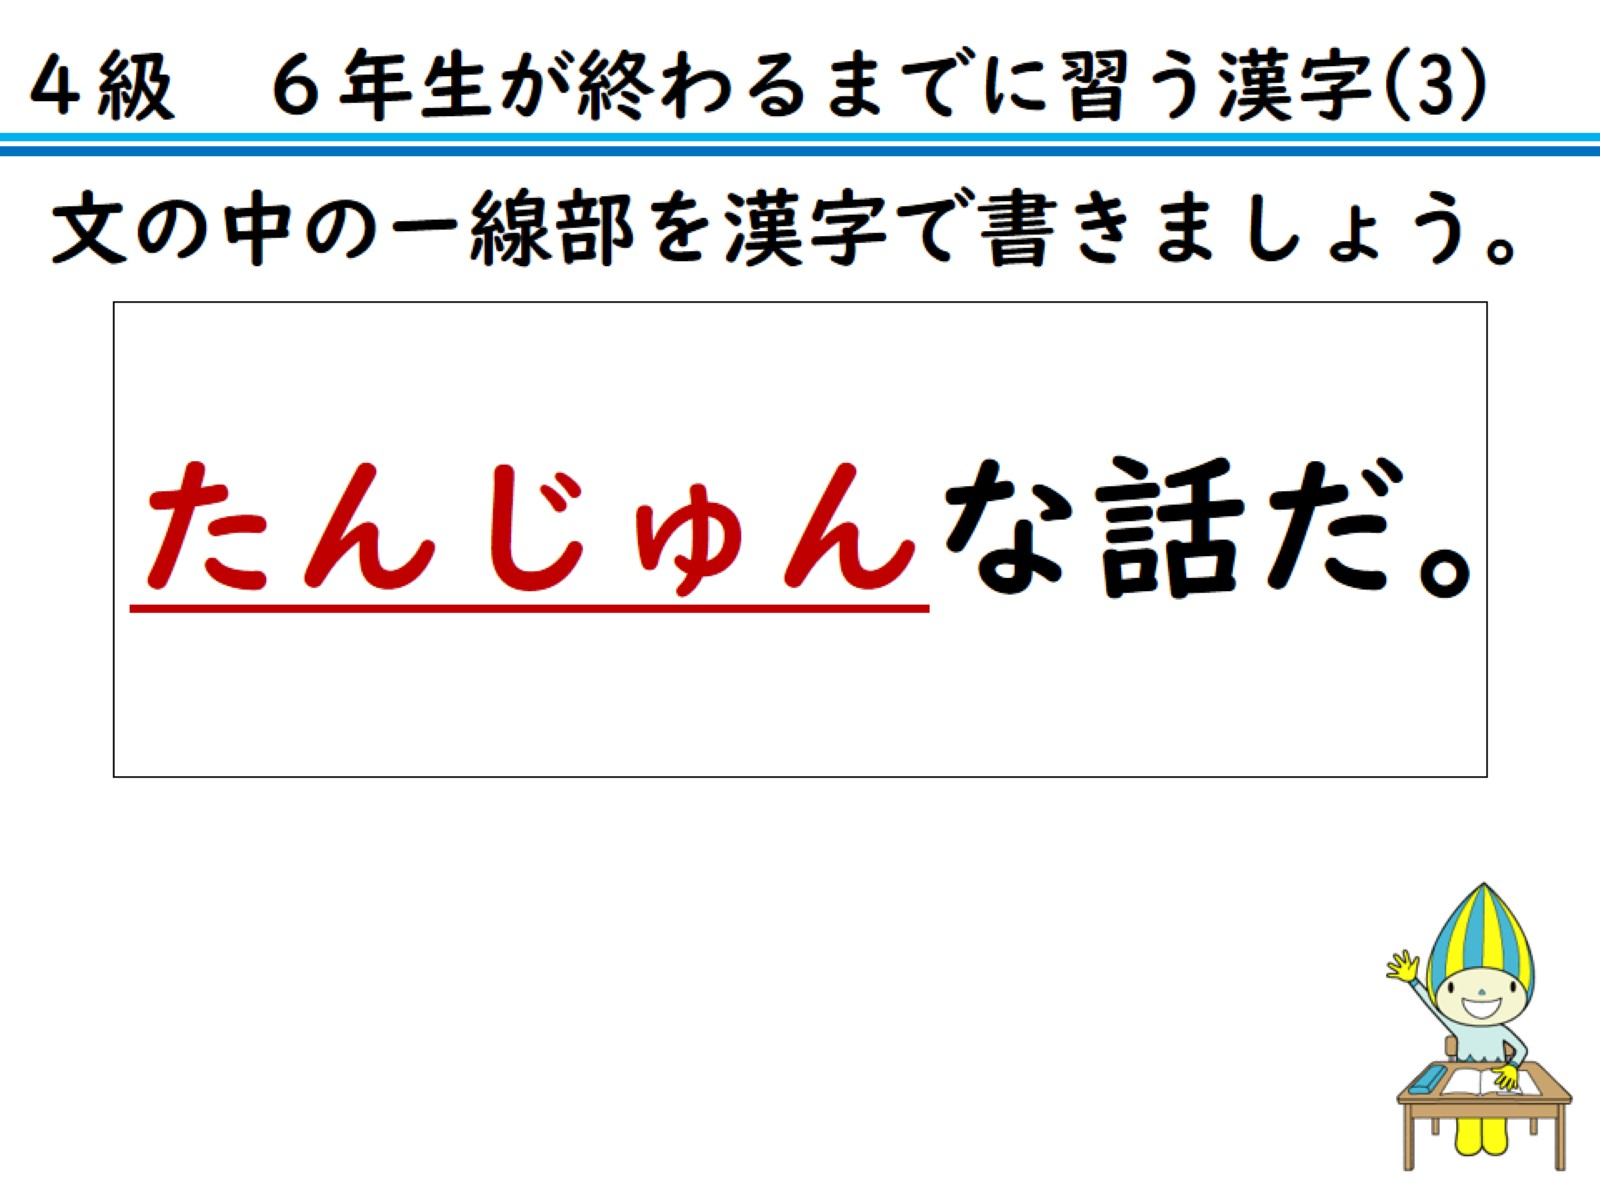 ４級　６年生が終わるまでに習う漢字(3)
文の中の一線部を漢字で書きましょう。
たんじゅんな話だ。